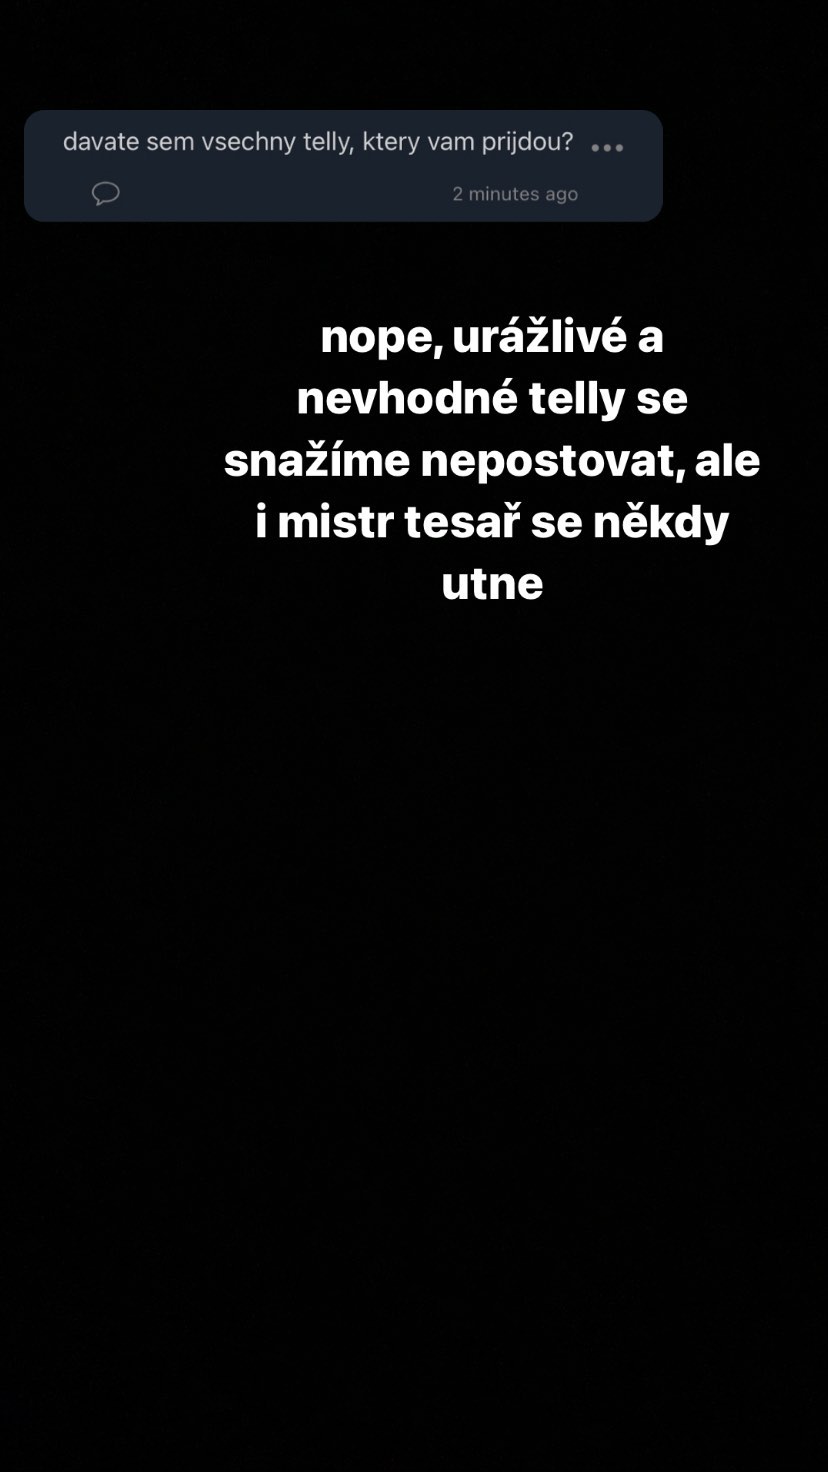 davate sem vsechny telly, ktery vam prijdou?
2 minutes ago
nope, urážlivé a
nevhodné telly se
snažíme nepostovat, ale
i mistr tesař se někdy
utne